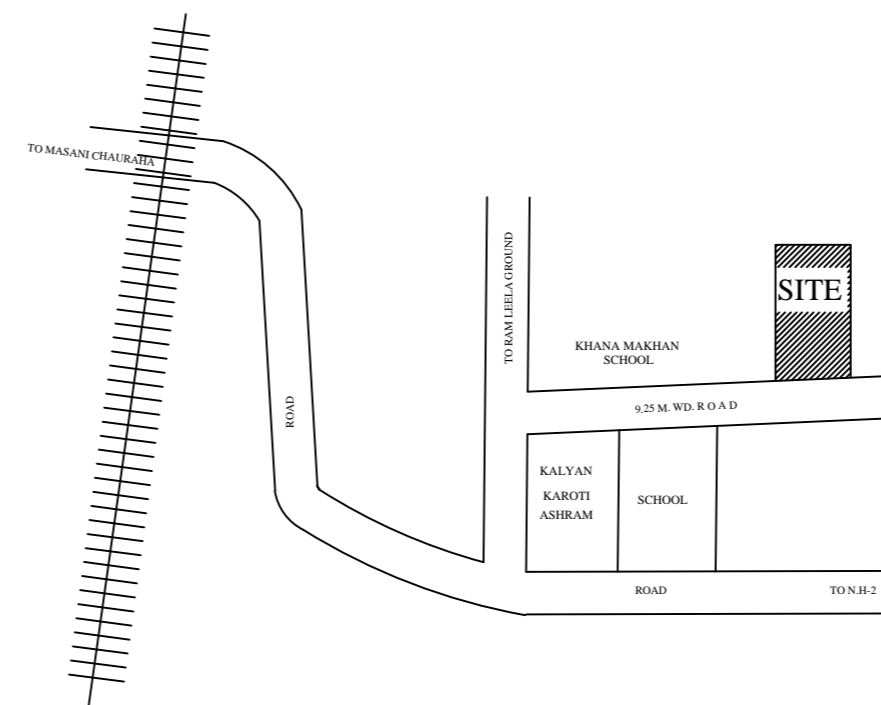 TO MASANI CHAURAHA
TO RAM LEELA GROUND
SITE
KHANA MAKHAN
SCHOOL
9.25 M. WD. R O A D
ROAD
KALYAN
KAROTI
ASHRAM
SCHOOL
ROAD
TO N.H-2